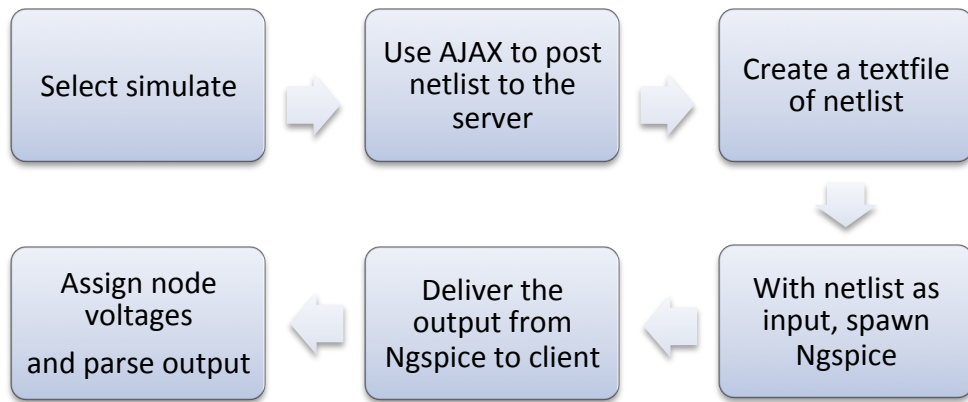 Select simulate
Use AJAX to post
netlist to the
server
Create a textfile
of netlist
With netlist as
input, spawn
Ngspice
Deliver the
output from
Ngspice to client
Assign node
voltages
and parse output